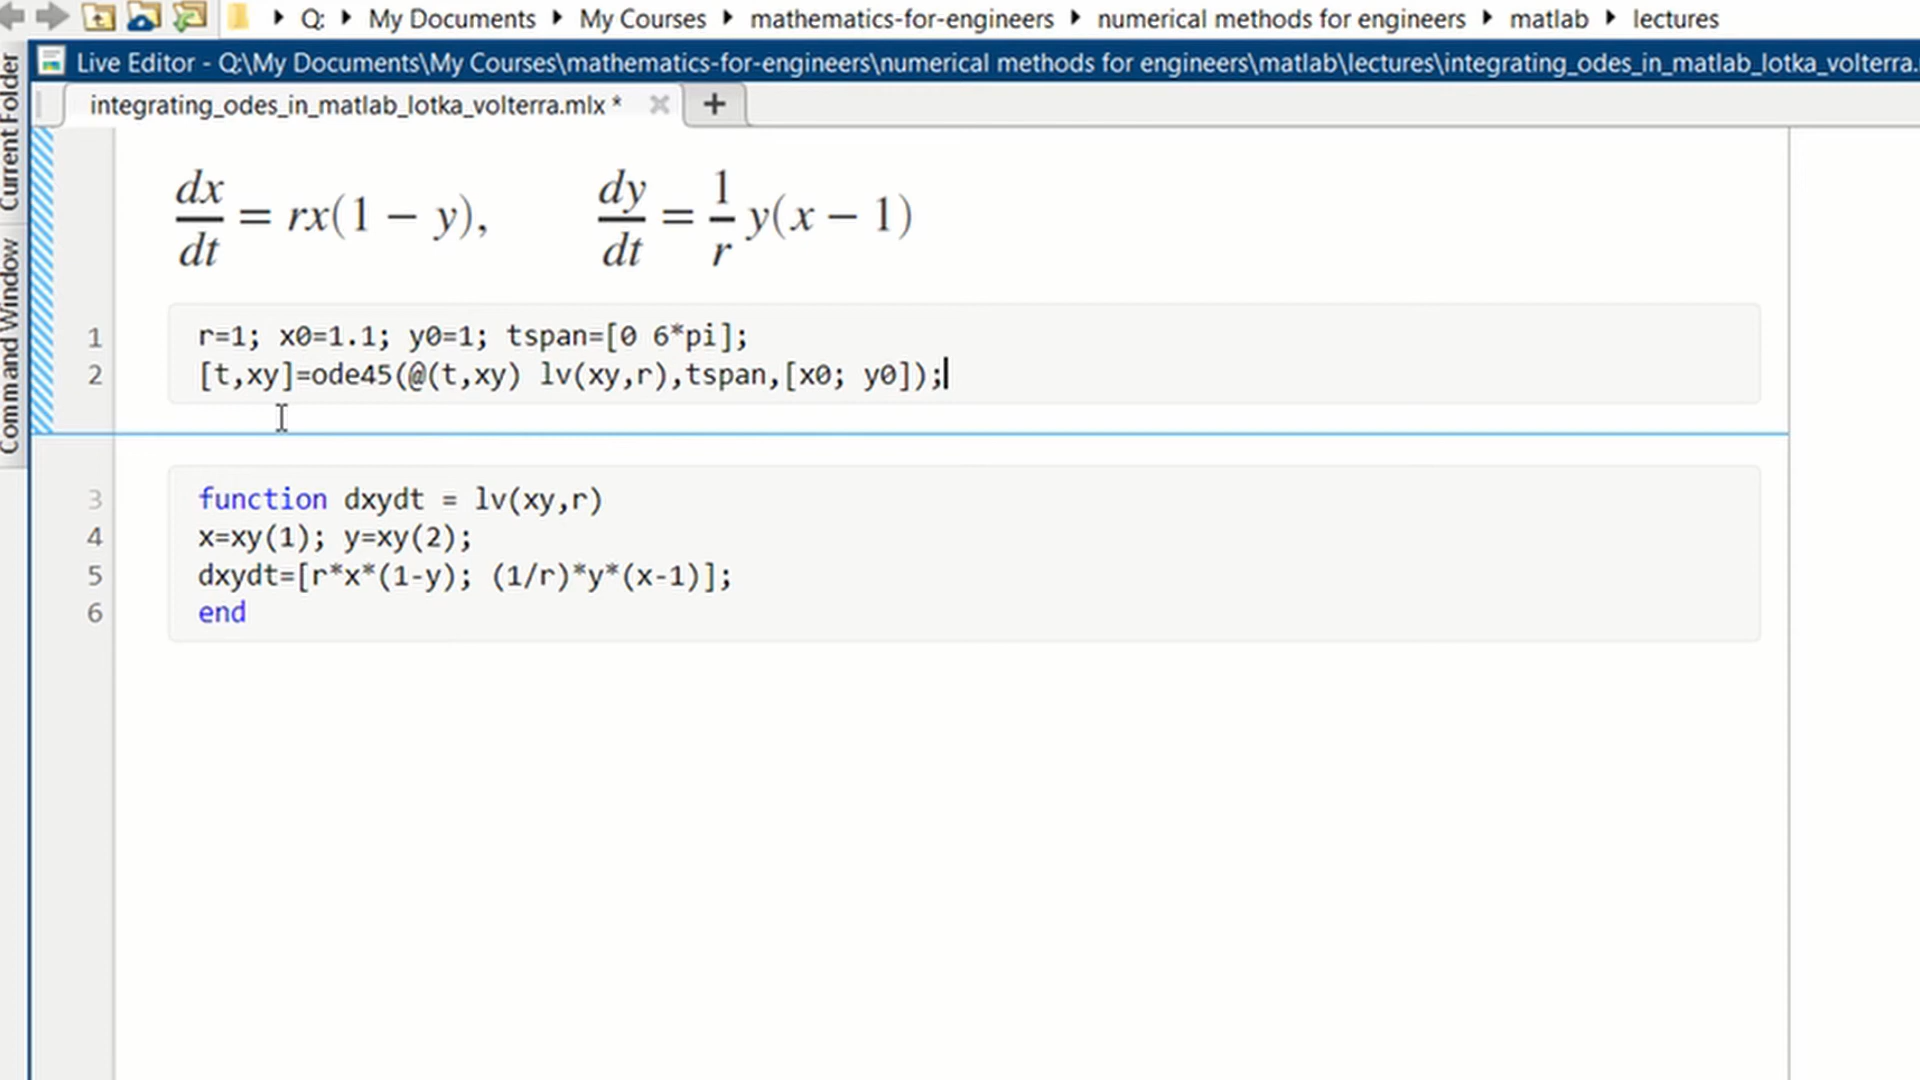 Q: My Documents My Courses mathematics-for-engineers numerical methods for engineers matlab lectures
Live Editor - Q:\My Documents\My Courses\mathematics-for-engineers\numerical methods for engineers\matlab\lectures\integrating_odes_in_matlab_lotka_volterra.
integrating_odes_in_matlab_lotka_volterra.mlx *
Current Folder
Command Window
dx/dt = rx(1 − y), dy/dt = 1/r y(x − 1)
1 r=1; x0=1.1; y0=1; tspan=[0 6*pi];
2 [t,xy]=ode45(@(t,xy) lv(xy,r),tspan,[x0; y0]);
3 function dxydt = lv(xy,r)
4 x=xy(1); y=xy(2);
5 dxydt=[r*x*(1-y); (1/r)*y*(x-1)];
6 end